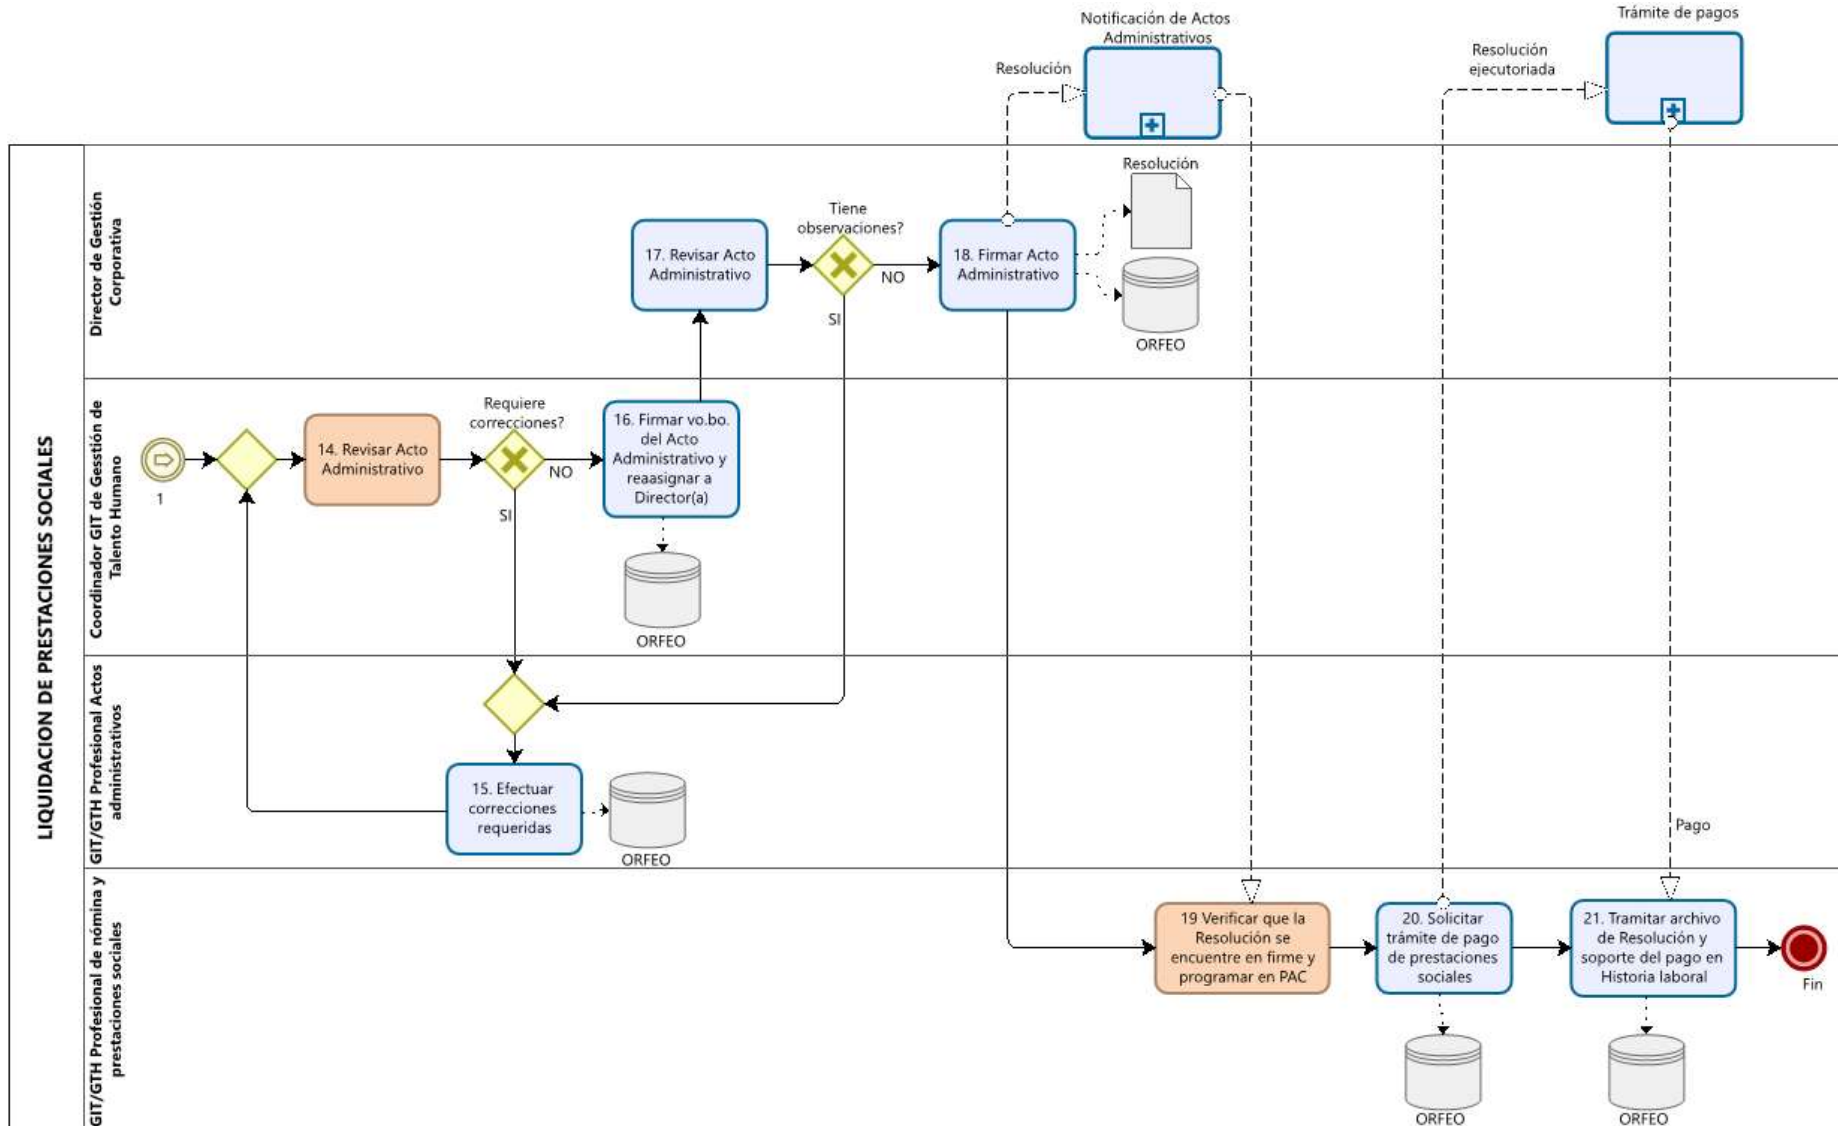 Notificación de Actos
Administrativos
Trámite de pagos
Resolución
Resolución
ejecutoriada
LIQUIDACION DE PRESTACIONES SOCIALES
Director de Gestión
Corporativa
Resolución
Tiene
observaciones?
17. Revisar Acto
Administrativo
NO
SI
18. Firmar Acto
Administrativo
ORFEO
Coordinador GIT de Gesstión de
Talento Humano
1
14. Revisar Acto
Administrativo
Requiere
correcciones?
NO
SI
16. Firmar vo.bo.
del Acto
Administrativo y
reaasignar a
Director(a)
ORFEO
GIT/GTH Profesional Actos
administrativos
15. Efectuar
correcciones
requeridas
ORFEO
Pago
GIT/GTH Profesional de nómina y
prestaciones sociales
19 Verificar que la
Resolución se
encuentre en firme y
programar en PAC
20. Solicitar
trámite de pago
de prestaciones
sociales
21. Tramitar archivo
de Resolución y
soporte del pago en
Historia laboral
Fin
ORFEO
ORFEO